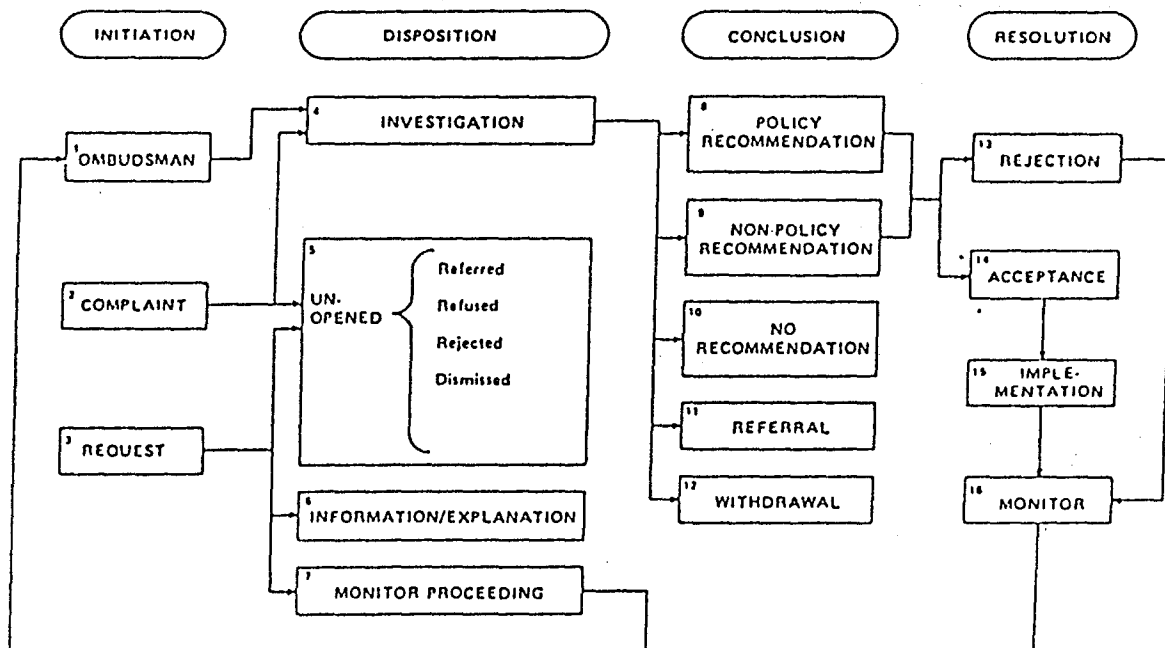 INITIATION
DISPOSITION
CONCLUSION
RESOLUTION
1 OMBUDSMAN
2 COMPLAINT
3 REQUEST
4 INVESTIGATION
5
UN-
OPENED
Referred
Refused
Rejected
Dismissed
6 INFORMATION/EXPLANATION
7 MONITOR PROCEEDING
8 POLICY
RECOMMENDATION
9 NON-POLICY
RECOMMENDATION
10 NO
RECOMMENDATION
11 REFERRAL
12 WITHDRAWAL
13 REJECTION
14 ACCEPTANCE
15 IMPLE-
MENTATION
16 MONITOR